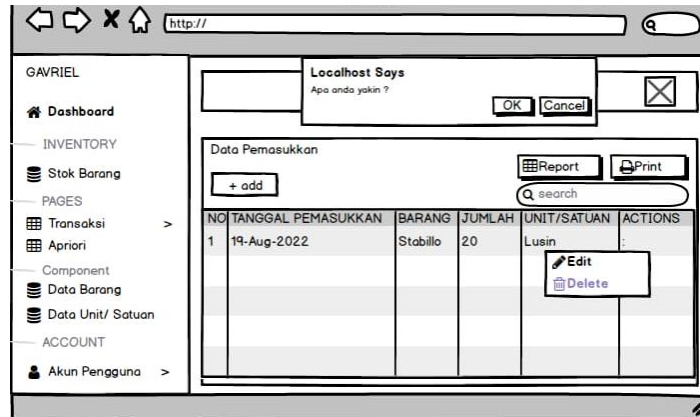 http://
GAVRIEL
Dashboard
INVENTORY
Stok Barang
PAGES
Transaksi >
Apriori
Component
Data Barang
Data Unit/ Satuan
ACCOUNT
Akun Pengguna >
Localhost Says
Apa anda yakin ?
OK Cancel
Data Pemasukkan
Report Print
+ add
search
NO TANGGAL PEMASUKKAN BARANG JUMLAH UNIT/SATUAN ACTIONS
1 19-Aug-2022 Stabillo 20 Lusin :
Edit
Delete